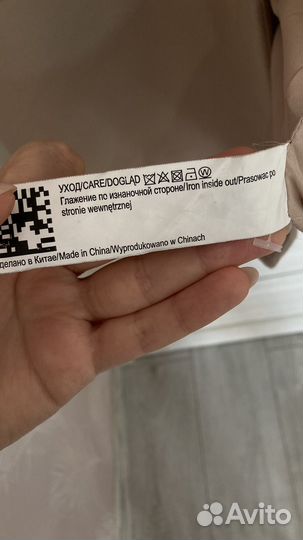 УХОД/CARE/DOGLĄD
Глажение по изнаночной стороне/Iron inside out/Prasować po
stronie wewnętrznej
делано в Китае/Made in China/Wyprodukowano w Chinach
Avito